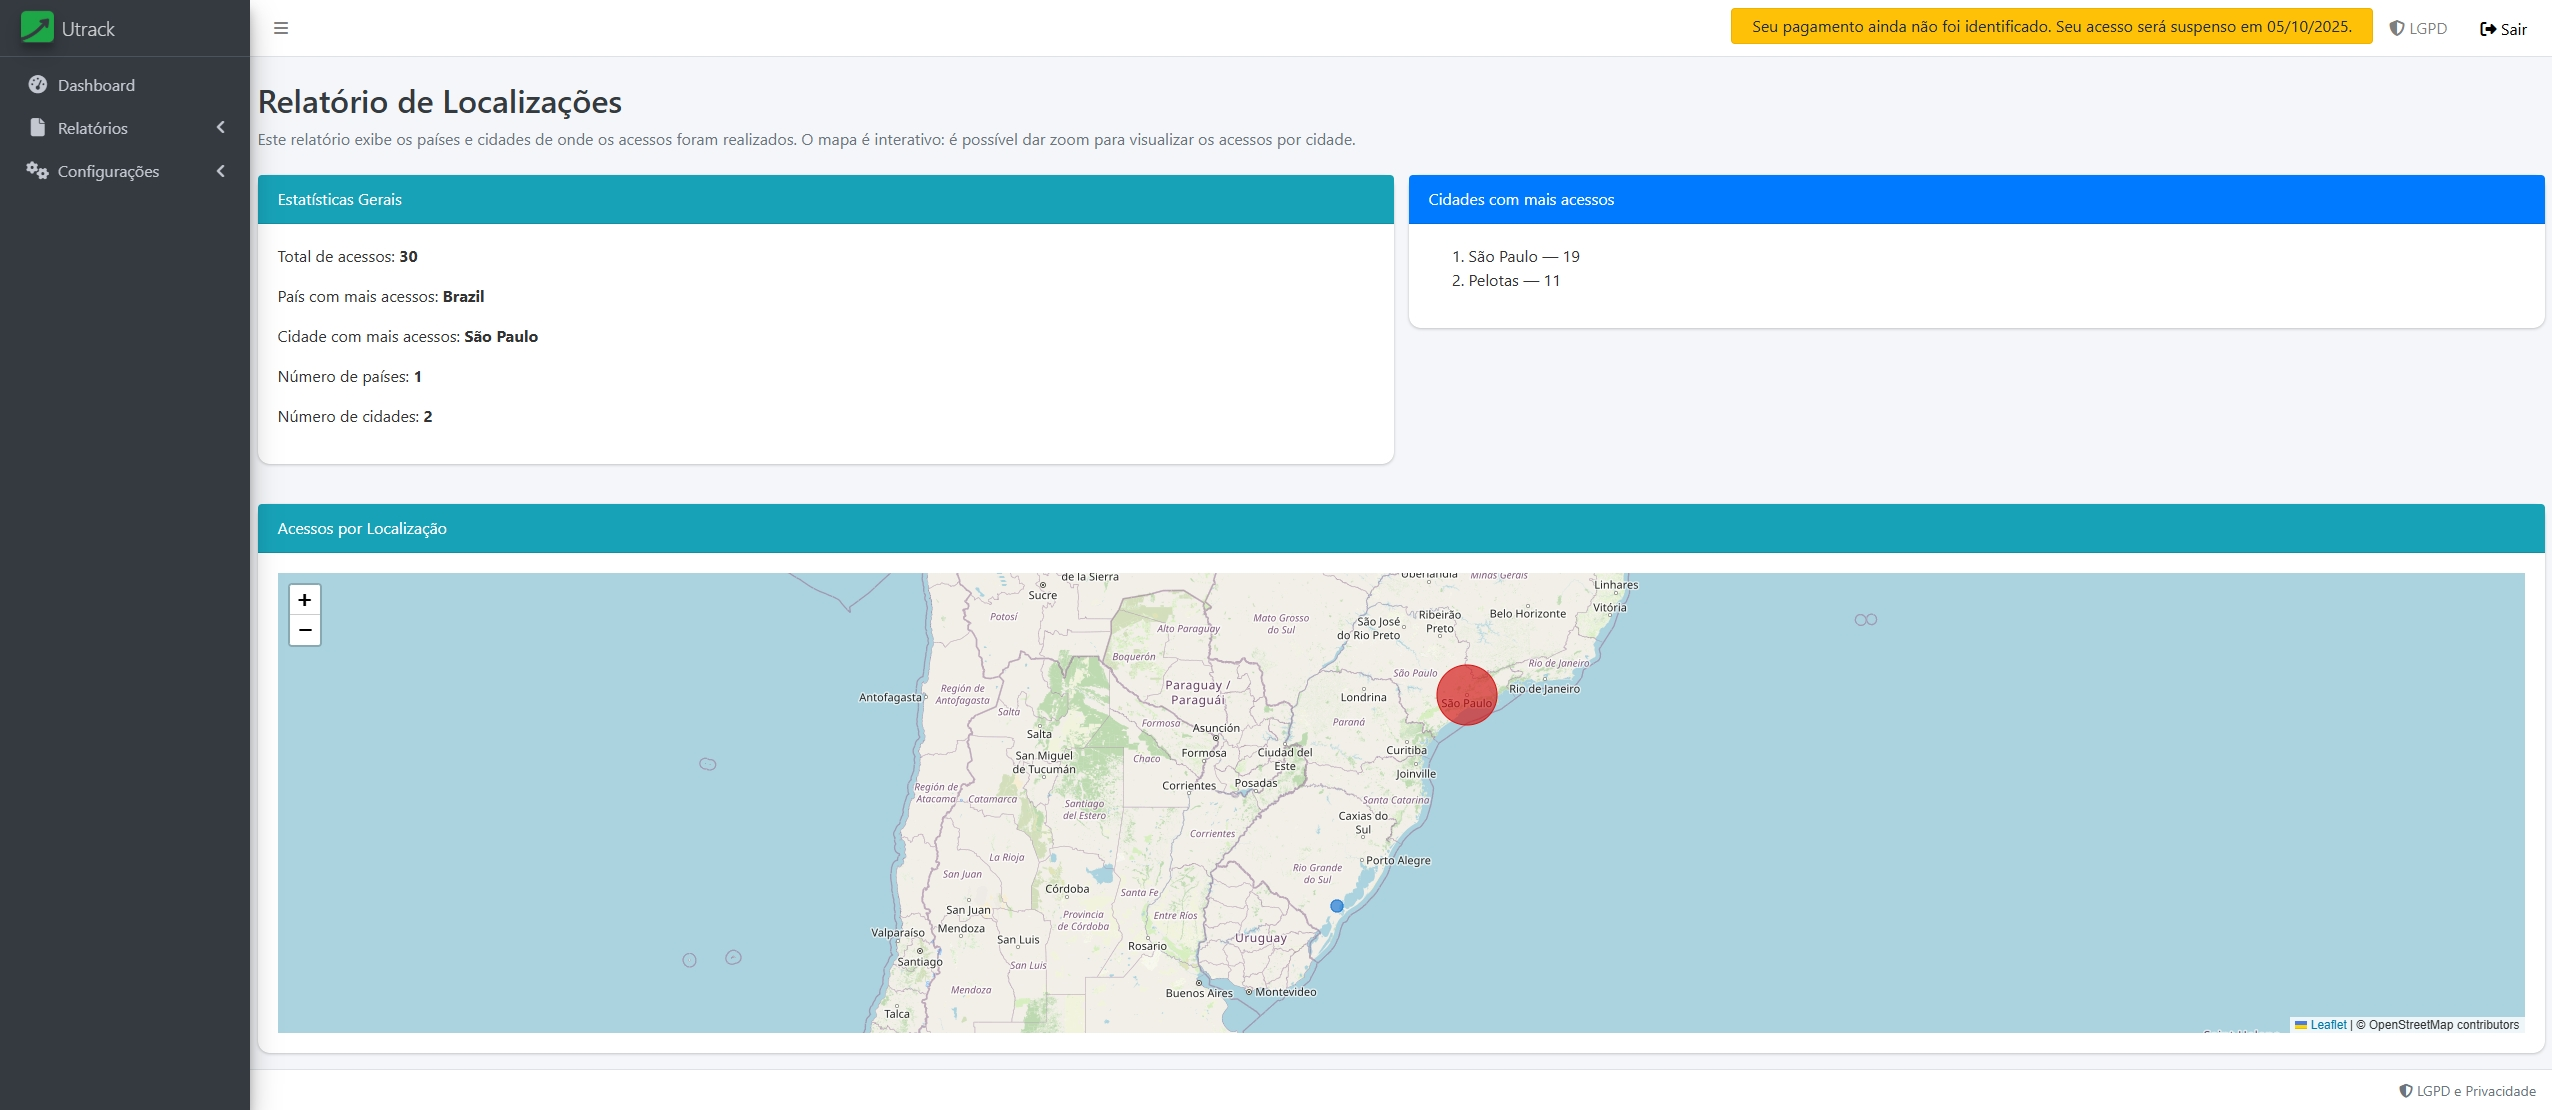 Utrack
Seu pagamento ainda não foi identificado. Seu acesso será suspenso em 05/10/2025.
LGPD
Sair
Dashboard
Relatórios
Configurações
Relatório de Localizações
Este relatório exibe os países e cidades de onde os acessos foram realizados. O mapa é interativo: é possível dar zoom para visualizar os acessos por cidade.
Estatísticas Gerais
Total de acessos: 30
País com mais acessos: Brazil
Cidade com mais acessos: São Paulo
Número de países: 1
Número de cidades: 2
Cidades com mais acessos
1. São Paulo — 19
2. Pelotas — 11
Acessos por Localização
+
−
de la Sierra
Sucre
Potosí
Uberlândia
Minas Gerais
Linhares
Vitória
Belo Horizonte
Ribeirão
Preto
São José
do Rio Preto
Mato Grosso
do Sul
Alto Paraguay
Boquerón
São Paulo
Rio de Janeiro
Rio de Janeiro
São Paulo
Londrina
Paraná
Paraguay /
Paraguái
Antofagasta
Región de
Antofagasta
Salta
Salta
Formosa
Asunción
Formosa
Ciudad del
Este
Curitiba
Joinville
San Miguel
de Tucumán
Chaco
Corrientes
Posadas
Santa Catarina
Región de
Atacama
Catamarca
Santiago
del Estero
Caxias do
Sul
Corrientes
La Rioja
San Juan
Porto Alegre
Rio Grande
do Sul
Córdoba
Santa Fe
San Juan
Provincia
de Córdoba
Entre Ríos
Valparaíso
Mendoza
San Luis
Rosario
Uruguay
Santiago
San Luis
Mendoza
Buenos Aires
Montevideo
Talca
Leaflet | © OpenStreetMap contributors
LGPD e Privacidade